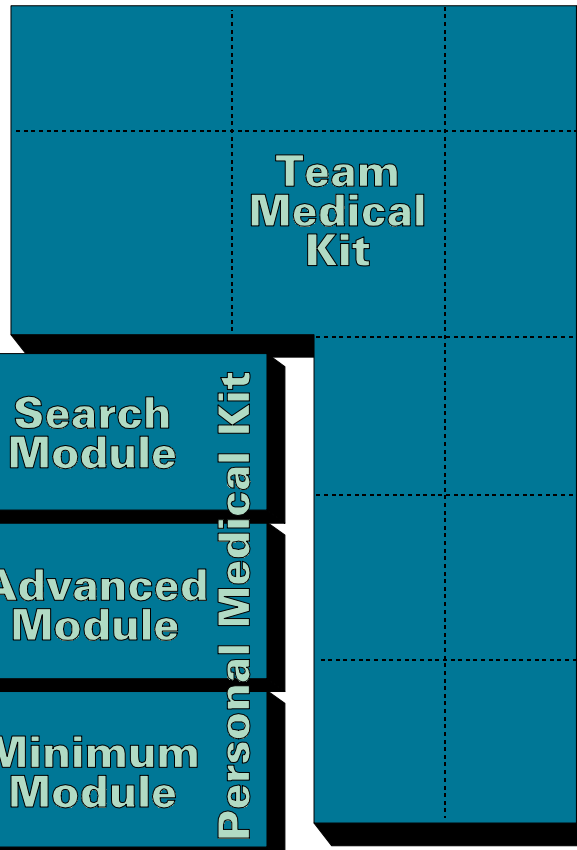 Team
Medical
Kit
Search
Module
Advanced
Module
Minimum
Module
Personal Medical Kit